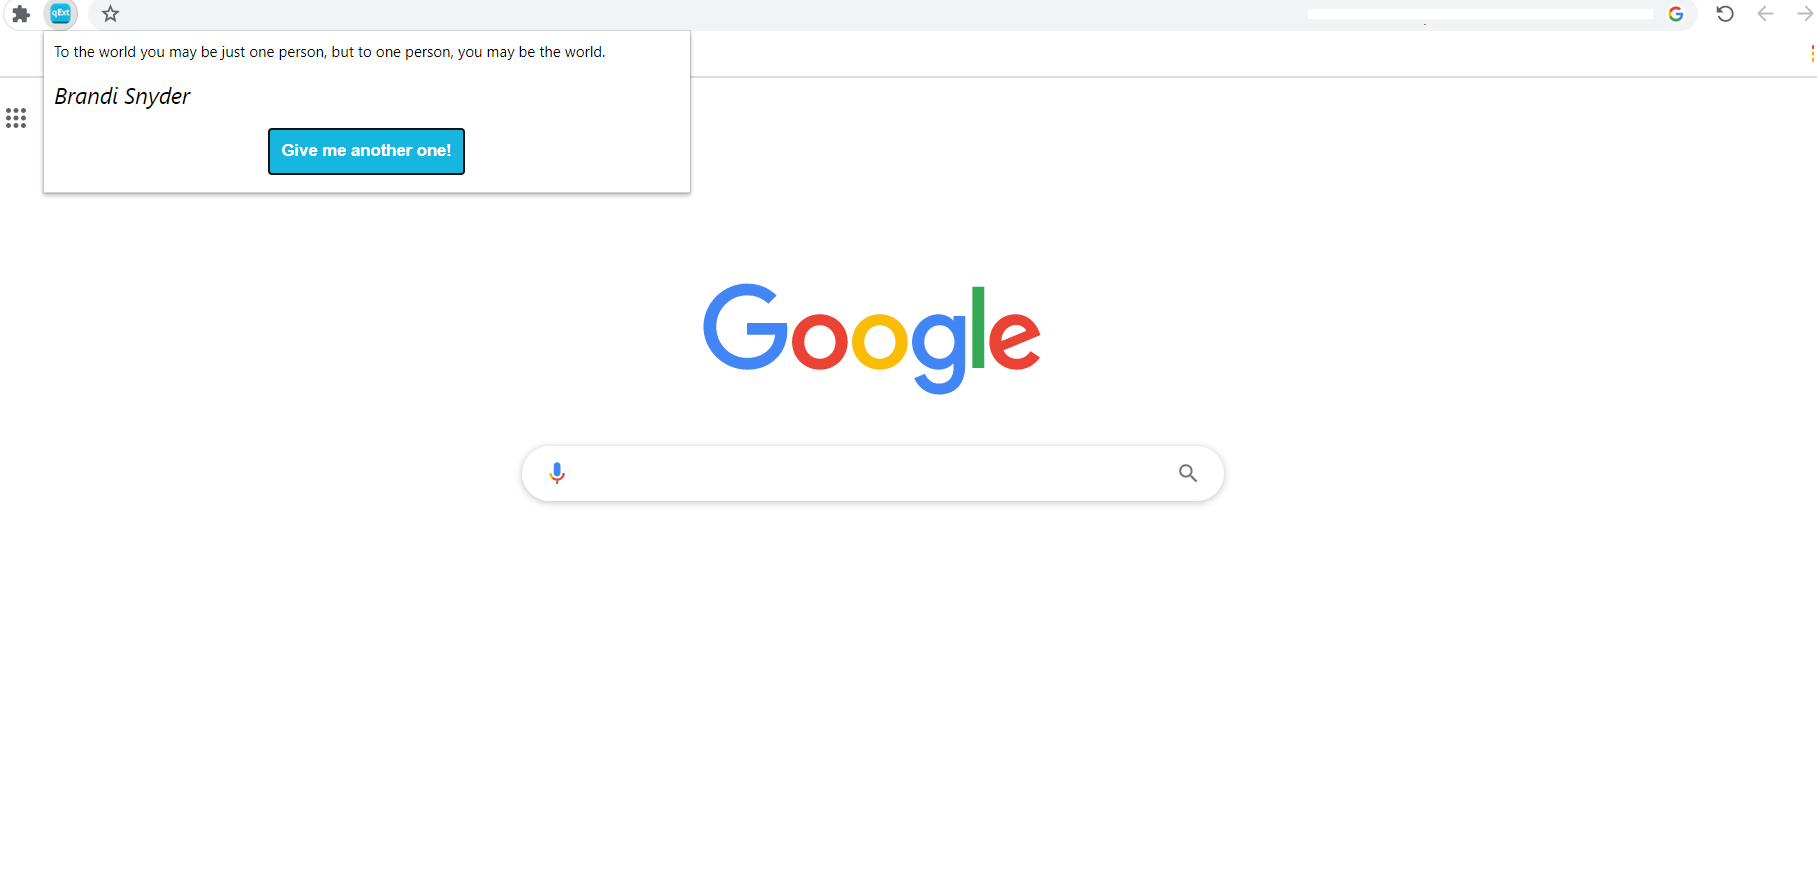 qExt
To the world you may be just one person, but to one person, you may be the world.
Brandi Snyder
Give me another one!
Google